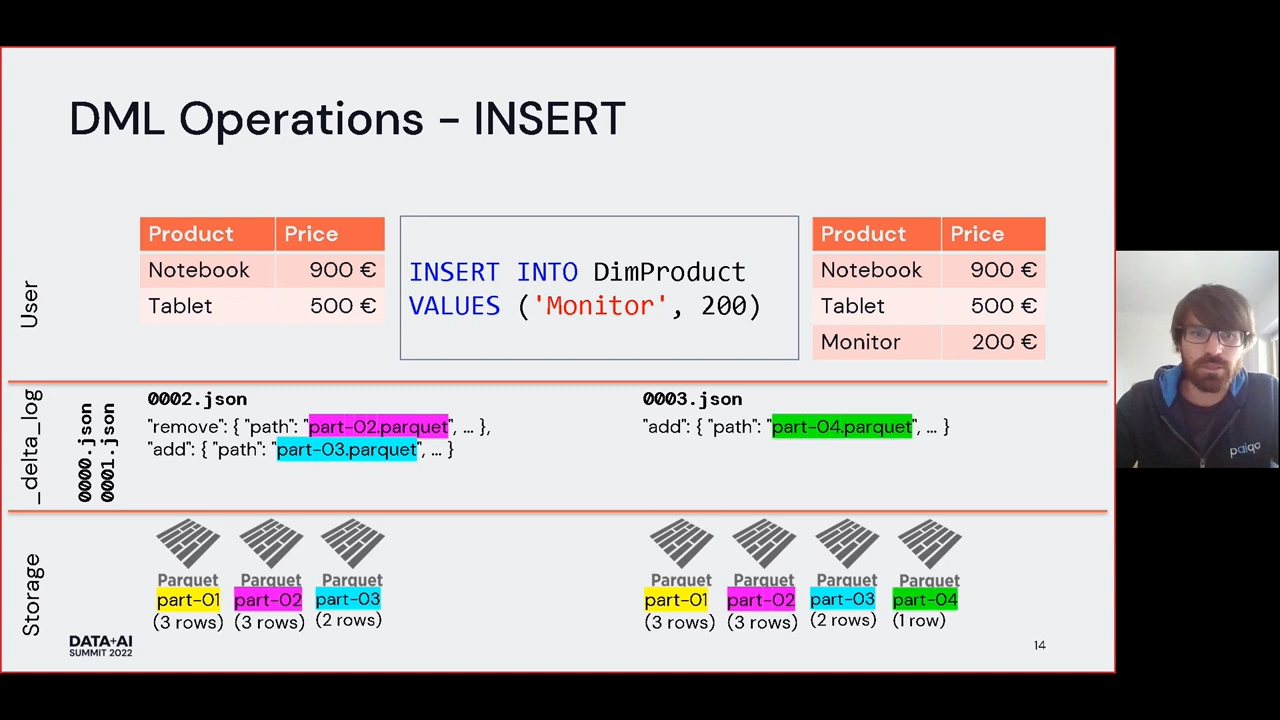 DML Operations - INSERT
User
Product Price
Notebook 900 €
Tablet 500 €
INSERT INTO DimProduct
VALUES ('Monitor', 200)
Product Price
Notebook 900 €
Tablet 500 €
Monitor 200 €
_delta_log
0000.json
0001.json
0002.json
"remove": { "path": "part-02.parquet", ... },
"add": { "path": "part-03.parquet", ... }
0003.json
"add": { "path": "part-04.parquet", ... }
Storage
Parquet Parquet Parquet
part-01 part-02 part-03
(3 rows) (3 rows) (2 rows)
Parquet Parquet Parquet Parquet
part-01 part-02 part-03 part-04
(3 rows) (3 rows) (2 rows) (1 row)
DATA+AI
SUMMIT 2022
14
paiqo